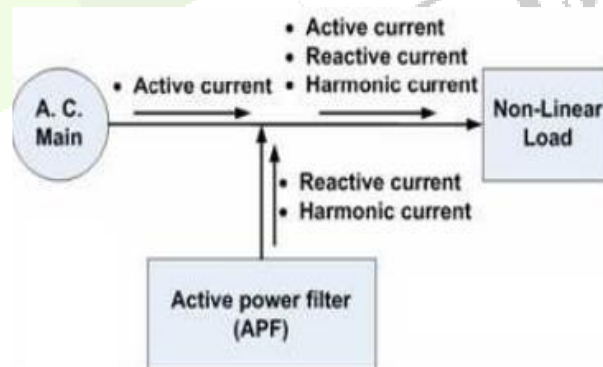 • Active current
• Reactive current
• Active current • Harmonic current
A. C.
Main
Non-Linear
Load
• Reactive current
• Harmonic current
Active power filter
(APF)